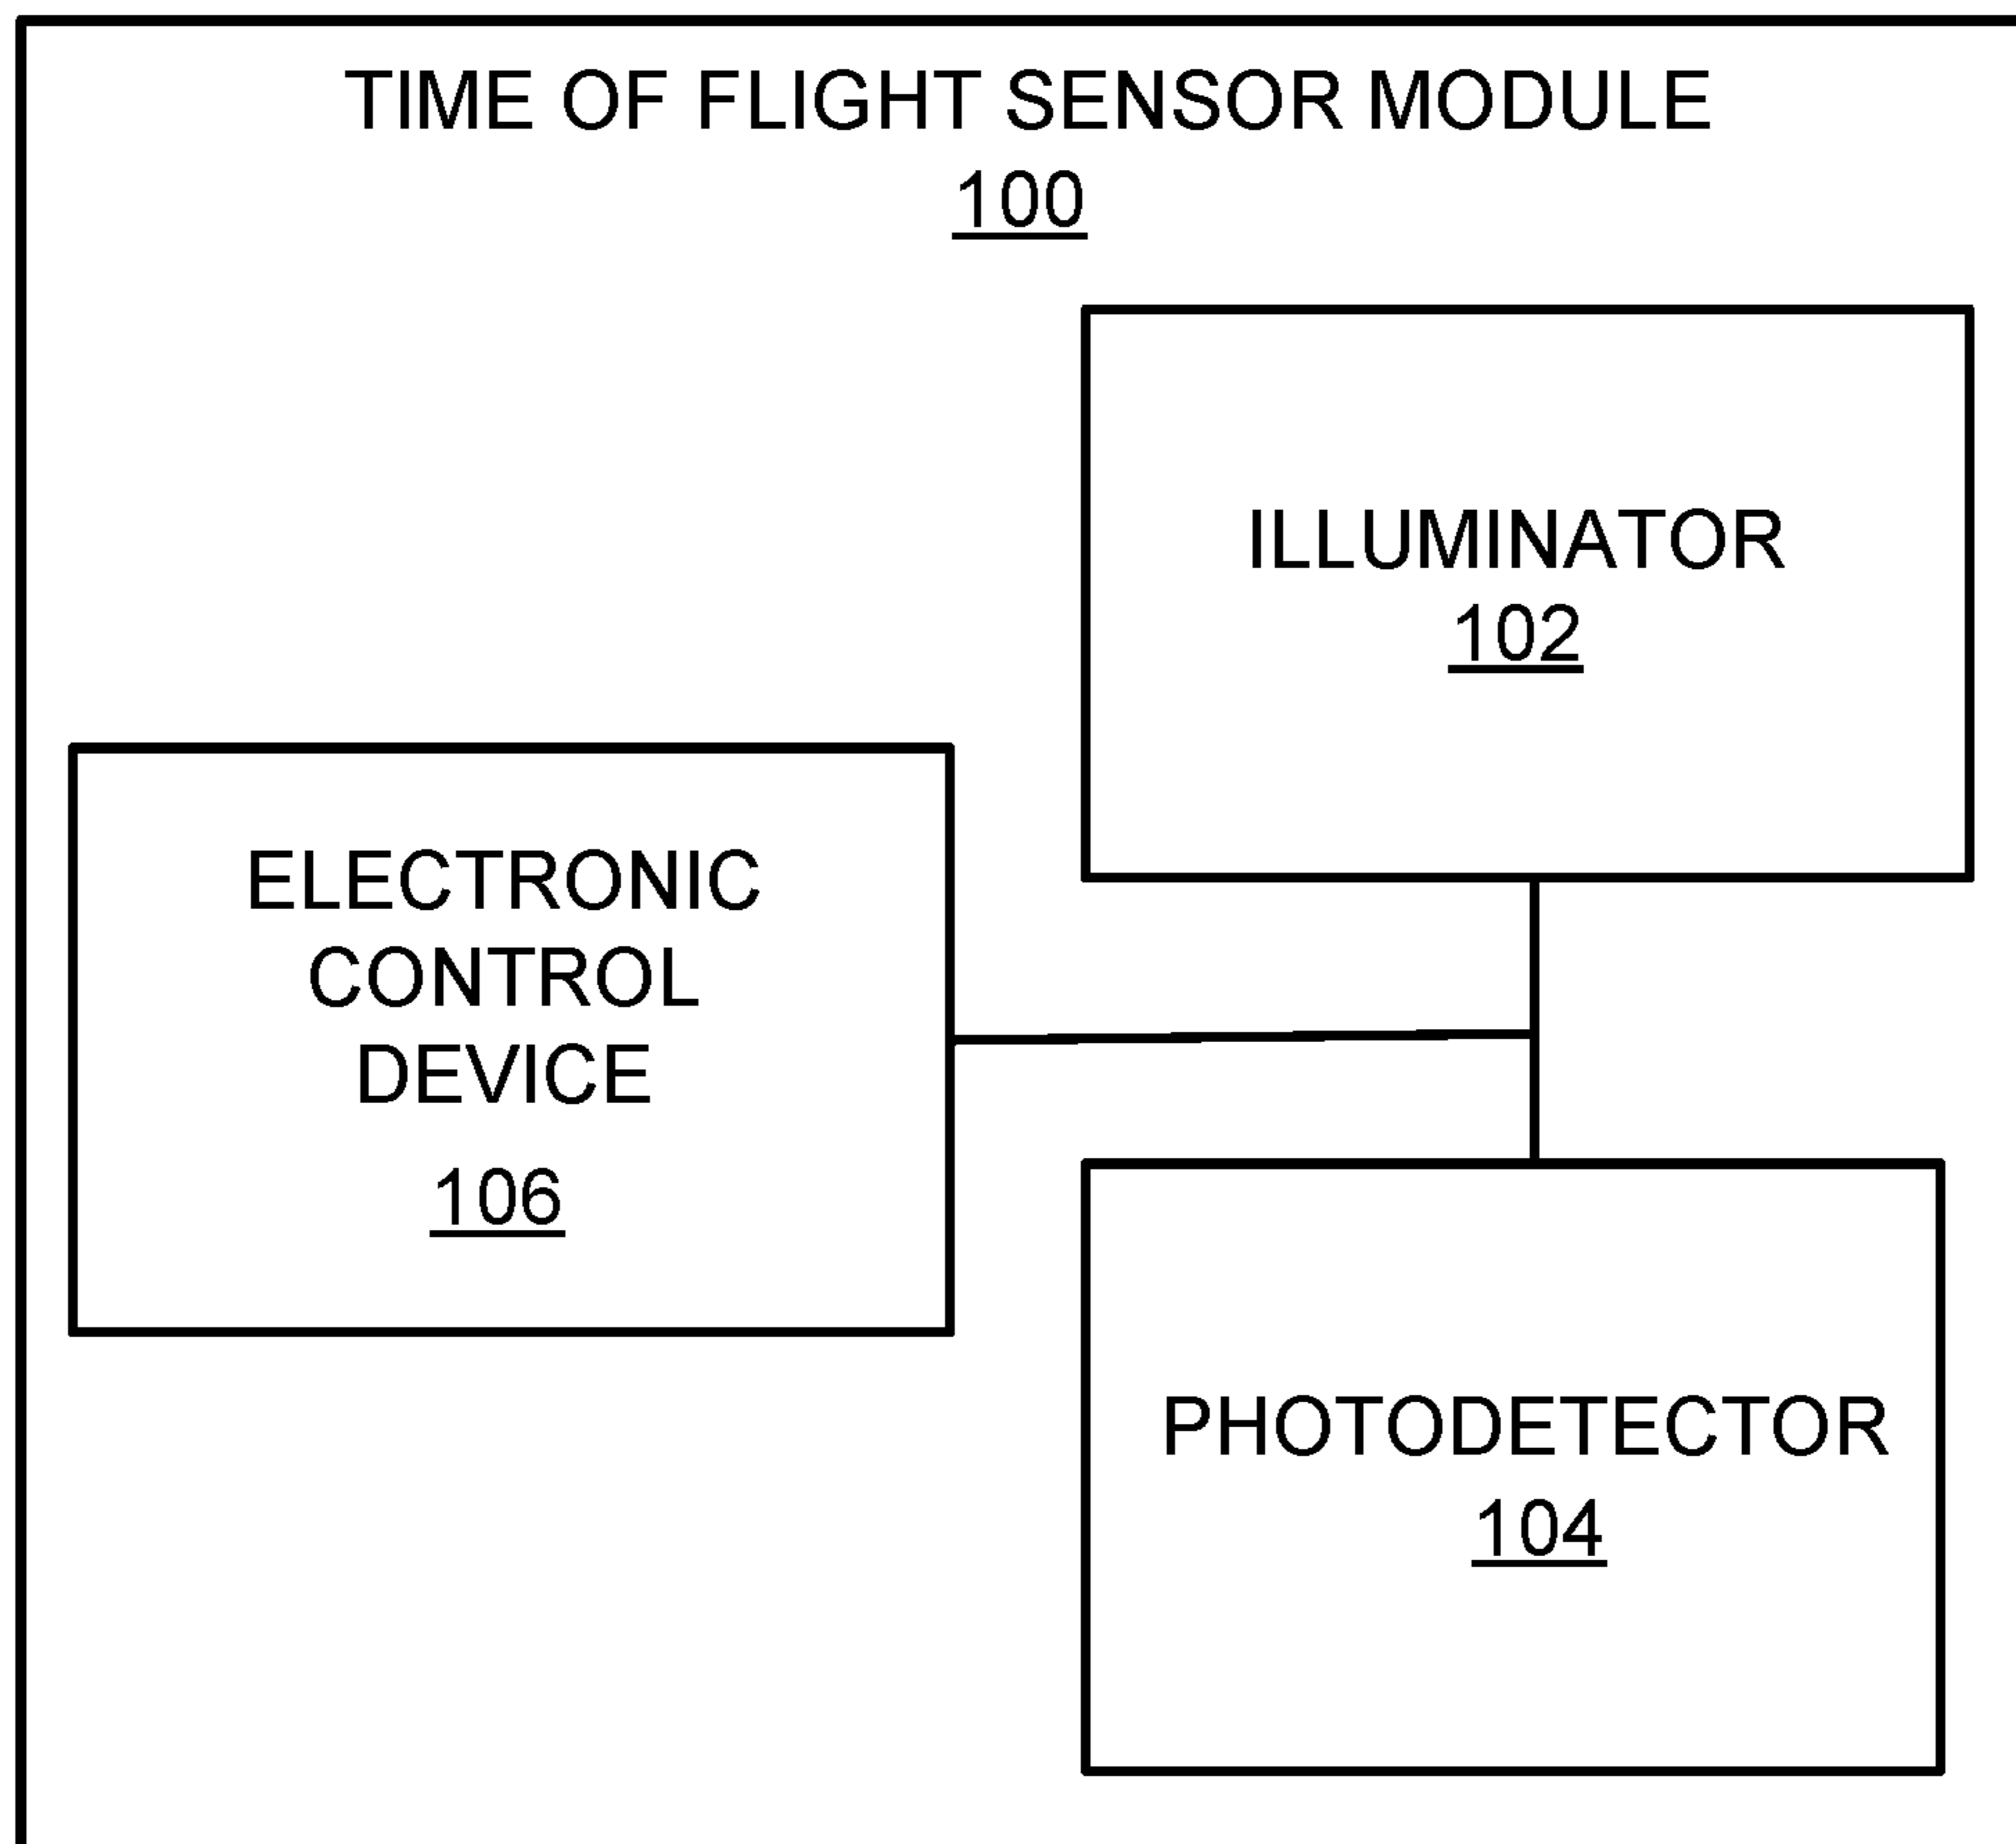 TIME OF FLIGHT SENSOR MODULE
100
ILLUMINATOR
102
ELECTRONIC
CONTROL
DEVICE
106
PHOTODETECTOR
104